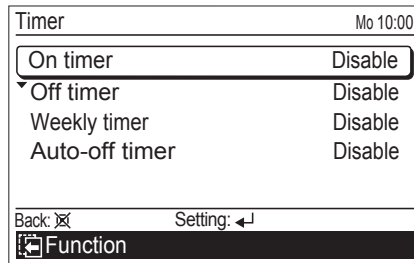 Timer Mo 10:00
On timer Disable
Off timer Disable
Weekly timer Disable
Auto-off timer Disable
Back: Setting:
Function